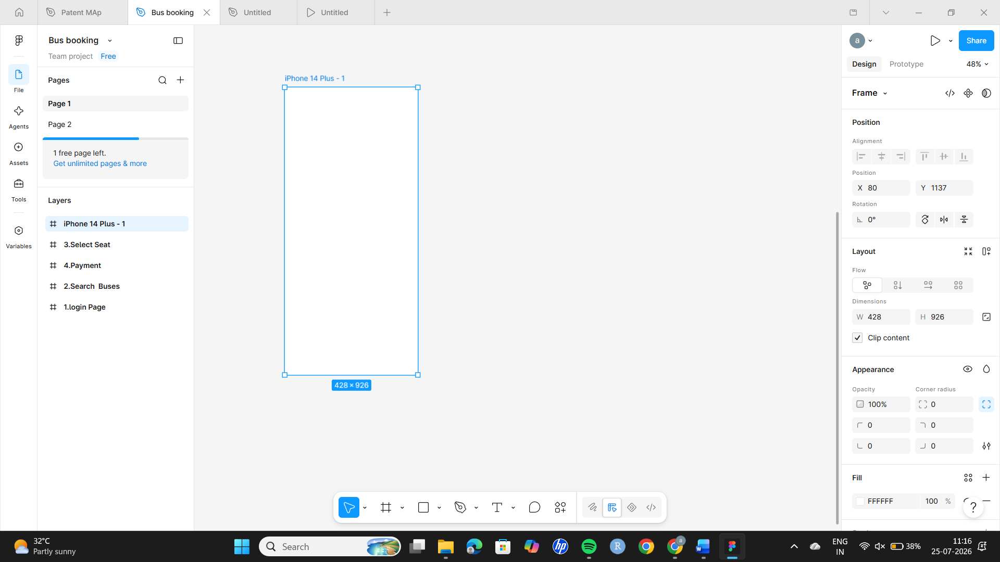 Patent MAp
Bus booking
Untitled
Untitled
Bus booking
Team project Free
File
Agents
Assets
Tools
Variables
Pages
Page 1
Page 2
1 free page left.
Get unlimited pages & more
Layers
iPhone 14 Plus - 1
3.Select Seat
4.Payment
2.Search Buses
1.login Page
iPhone 14 Plus - 1
428 × 926
a
Share
Design Prototype 48%
Frame
Position
Alignment
Position
X 80 Y 1137
Rotation
0°
Layout
Flow
Dimensions
W 428 H 926
Clip content
Appearance
Opacity Corner radius
100% 0
0 0
0 0
Fill
FFFFFF 100 %
?
32°C
Partly sunny
Search
hp
R
a
W
ENG
IN
38%
11:16
25-07-2026